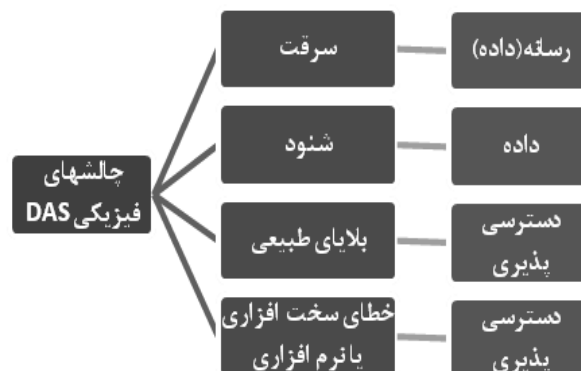 سرقت
رسانه(داده)
شنود
داده
چالشهای
فیزیکی DAS
بلایای طبیعی
دسترسی
پذیری
خطای سخت افزاری
یا نرم افزاری
دسترسی
پذیری